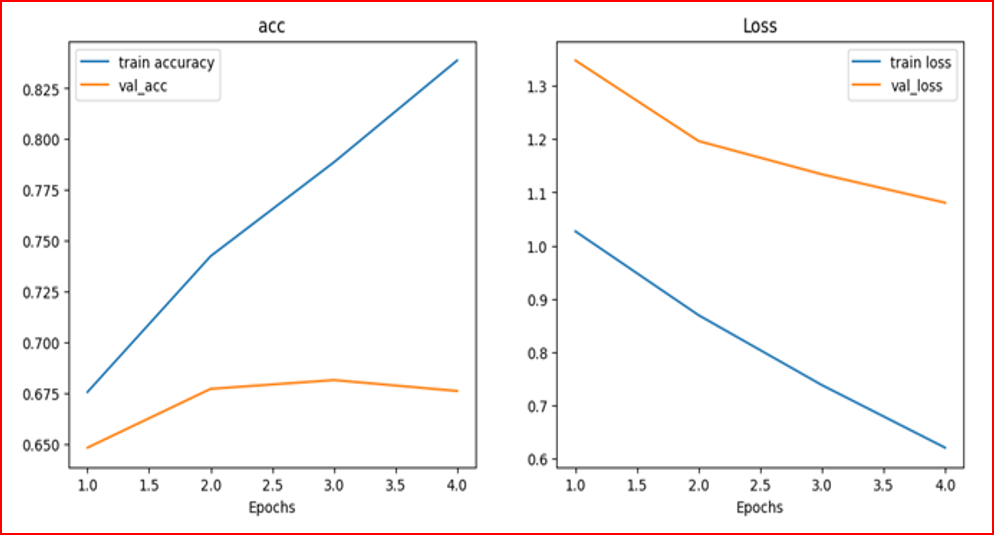 acc
train accuracy
val_acc
0.825
0.800
0.775
0.750
0.725
0.700
0.675
0.650
1.0 1.5 2.0 2.5 3.0 3.5 4.0
Epochs
Loss
train loss
val_loss
1.3
1.2
1.1
1.0
0.9
0.8
0.7
0.6
1.0 1.5 2.0 2.5 3.0 3.5 4.0
Epochs